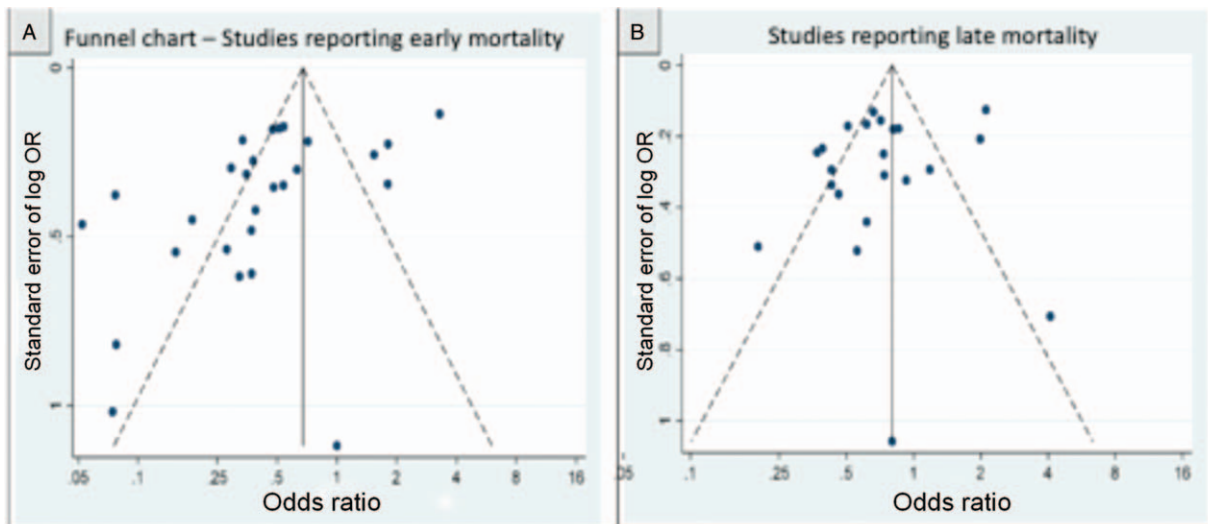 A
Funnel chart – Studies reporting early mortality
Standard error of log OR
0
.5
1
.05 .1 .25 .5 1 2 4 8 16
Odds ratio
B
Studies reporting late mortality
Standard error of log OR
0
.2
.4
.6
.8
1
.05 .1 .25 .5 1 2 4 8 16
Odds ratio